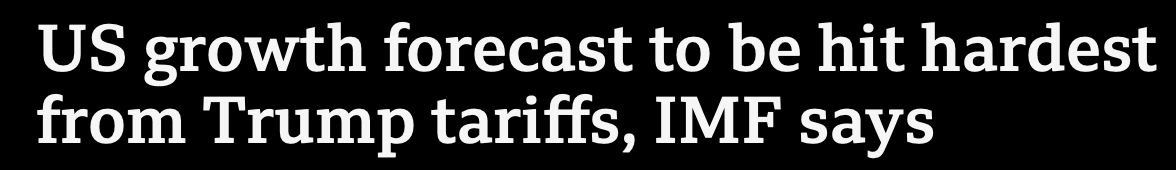 US growth forecast to be hit hardest
from Trump tariffs, IMF says